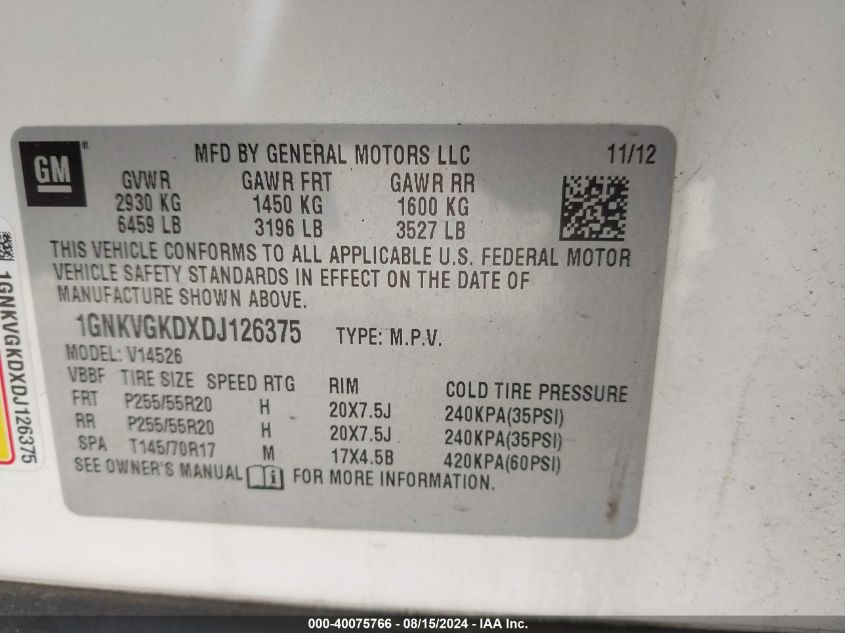 GM ®
MFD BY GENERAL MOTORS LLC 11/12
GVWR GAWR FRT GAWR RR
2930 KG 1450 KG 1600 KG
6459 LB 3196 LB 3527 LB
THIS VEHICLE CONFORMS TO ALL APPLICABLE U.S. FEDERAL MOTOR
VEHICLE SAFETY STANDARDS IN EFFECT ON THE DATE OF
MANUFACTURE SHOWN ABOVE.
1GNKVGKDXDJ126375 TYPE: M.P.V.
MODEL: V14526
VBBF TIRE SIZE SPEED RTG RIM COLD TIRE PRESSURE
FRT P255/55R20 H 20X7.5J 240KPA(35PSI)
RR P255/55R20 H 20X7.5J 240KPA(35PSI)
SPA T145/70R17 M 17X4.5B 420KPA(60PSI)
SEE OWNER'S MANUAL i FOR MORE INFORMATION.
1GNKVGKDXDJ126375
000-40075766 - 08/15/2024 - IAA Inc.